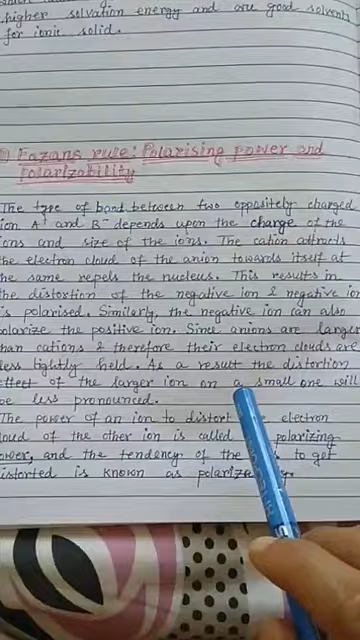 higher solvation energy and are good solvents
for ionic solid.
Fazans rule: Polarising power and
Polarizability
The type of bond between two oppositely charged
ion A⁺ and B⁻ depends upon the charge of the
ions and size of the ions. The cation attracts
the electron cloud of the anion towards itself at
the same repels the nucleus. This results in
the distortion of the negative ion & negative ion
is polarised. Similarly, the negative ion can also
polarize the positive ion. Since anions are larger
than cations & therefore their electron clouds are
less tightly held. As a result the distortion
effect of the larger ion on a small one will
be less pronounced.
The power of an ion to distort electron
cloud of the other ion is called polarizing
power, and the tendency of the to get
distorted is known as